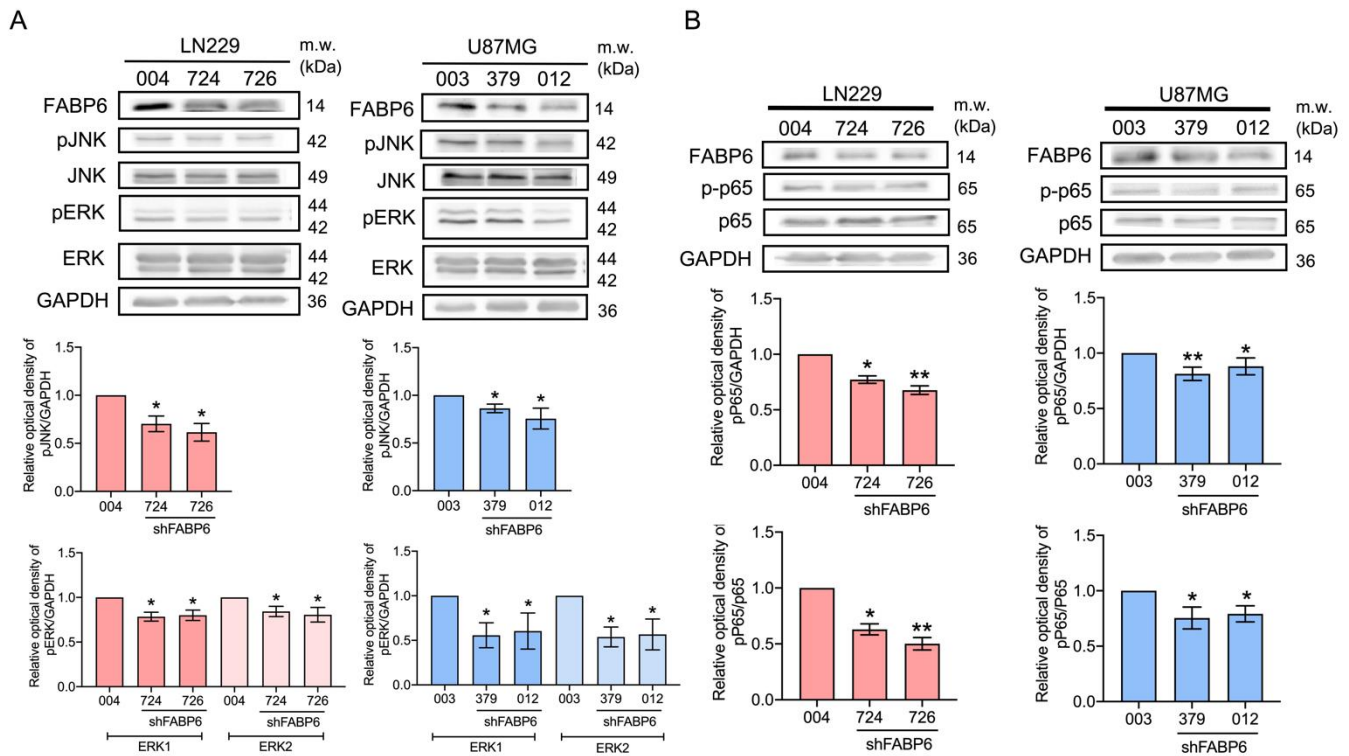 A
LN229
m.w.
(kDa)
004 724 726
FABP6 14
pJNK 42
JNK 49
pERK 44
42
ERK 44
42
GAPDH 36
U87MG
m.w.
(kDa)
003 379 012
FABP6 14
pJNK 42
JNK 49
pERK 44
42
ERK 44
42
GAPDH 36
Relative optical density of
pJNK/GAPDH
1.5
1.0
0.5
0.0
* *
004 724 726
shFABP6
Relative optical density of
pJNK/GAPDH
1.5
1.0
0.5
0.0
* *
003 379 012
shFABP6
Relative optical density of
pERK/GAPDH
1.5
1.0
0.5
0.0
* * * *
004 724 726 004 724 726
shFABP6 shFABP6
ERK1 ERK2
Relative optical density of
pERK/GAPDH
1.5
1.0
0.5
0.0
* * * *
003 379 012 003 379 012
shFABP6 shFABP6
ERK1 ERK2
B
LN229
m.w.
(kDa)
004 724 726
FABP6 14
p-p65 65
p65 65
GAPDH 36
U87MG
m.w.
(kDa)
003 379 012
FABP6 14
p-p65 65
p65 65
GAPDH 36
Relative optical density of
pP65/GAPDH
1.5
1.0
0.5
0.0
* **
004 724 726
shFABP6
Relative optical density of
pP65/GAPDH
1.5
1.0
0.5
0.0
** *
003 379 012
shFABP6
Relative optical density of
pP65/p65
1.5
1.0
0.5
0.0
* **
004 724 726
shFABP6
Relative optical density of
pP65/P65
1.5
1.0
0.5
0.0
* *
003 379 012
shFABP6